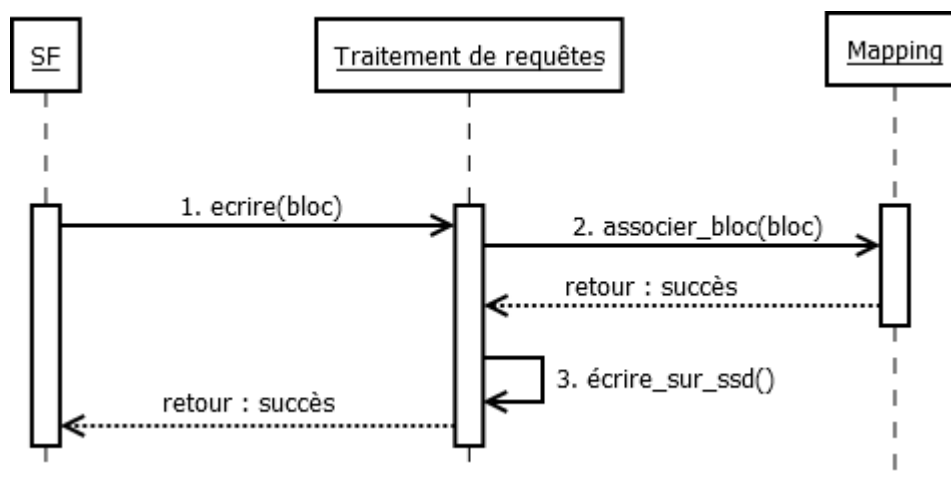 SF
Traitement de requêtes
Mapping
1. ecrire(bloc)
2. associer_bloc(bloc)
retour : succès
3. écrire_sur_ssd()
retour : succès